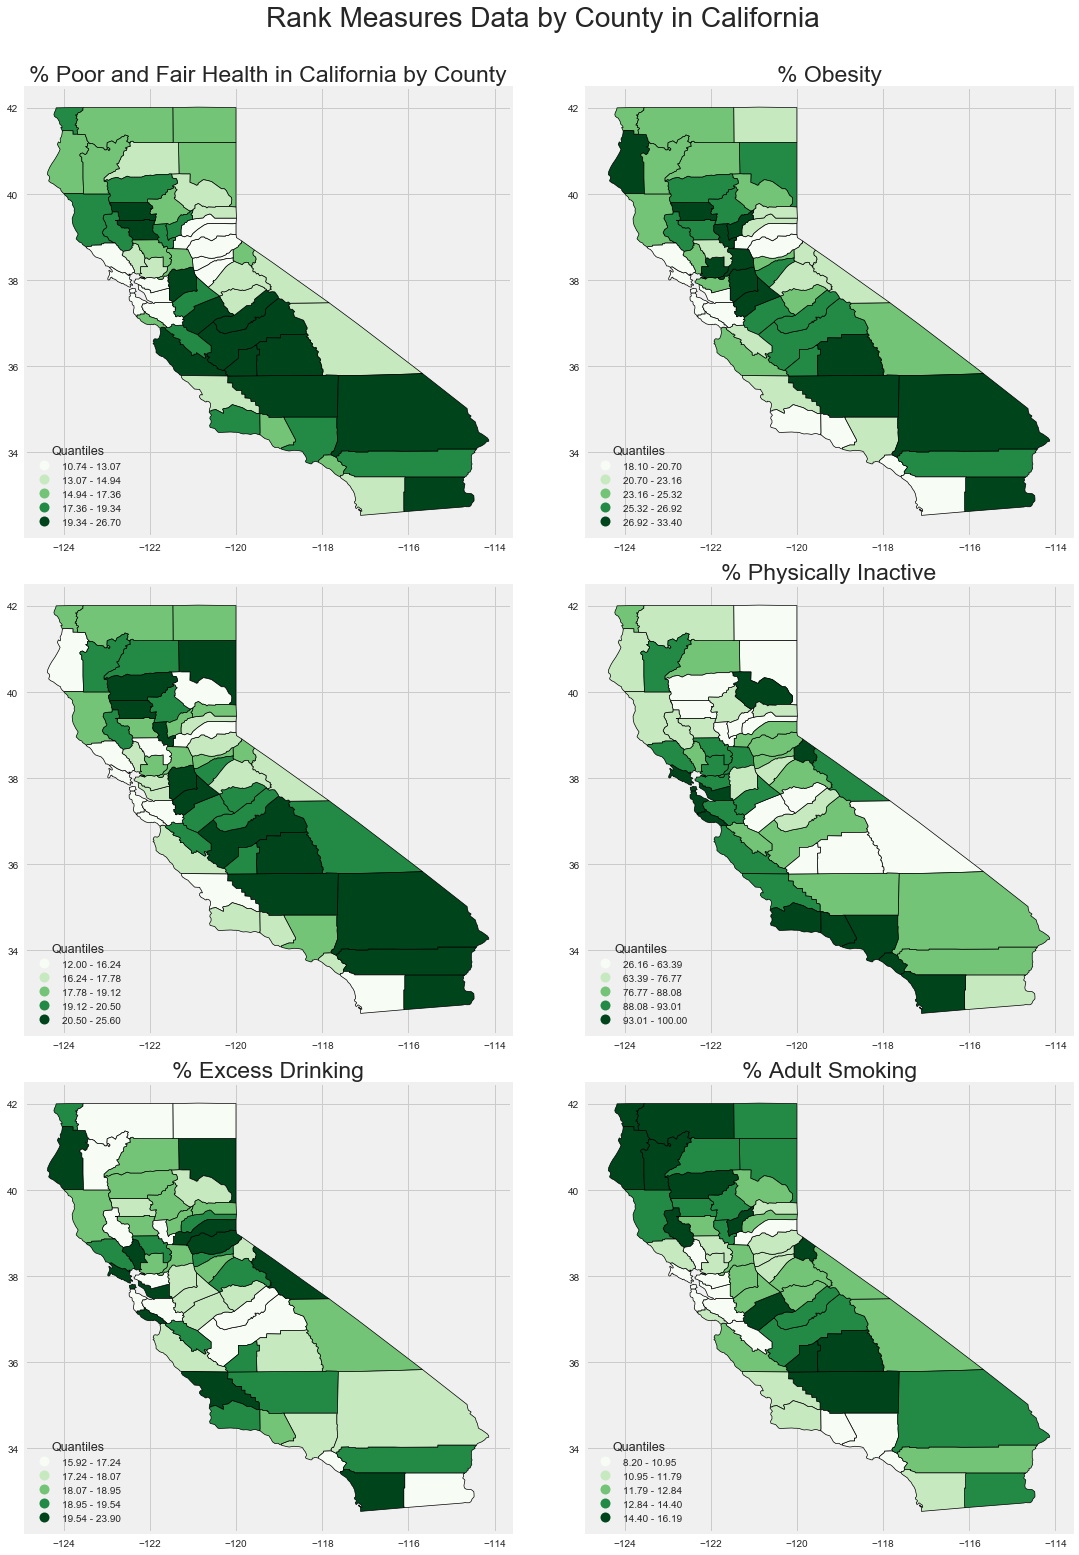 Rank Measures Data by County in California
% Poor and Fair Health in California by County
42
40
38
36
34
Quantiles
10.74 - 13.07
13.07 - 14.94
14.94 - 17.36
17.36 - 19.34
19.34 - 26.70
−124 −122 −120 −118 −116 −114
% Obesity
42
40
38
36
34
Quantiles
18.10 - 20.70
20.70 - 23.16
23.16 - 25.32
25.32 - 26.92
26.92 - 33.40
−124 −122 −120 −118 −116 −114
42
40
38
36
34
Quantiles
12.00 - 16.24
16.24 - 17.78
17.78 - 19.12
19.12 - 20.50
20.50 - 25.60
−124 −122 −120 −118 −116 −114
% Physically Inactive
42
40
38
36
34
Quantiles
26.16 - 63.39
63.39 - 76.77
76.77 - 88.08
88.08 - 93.01
93.01 - 100.00
−124 −122 −120 −118 −116 −114
% Excess Drinking
42
40
38
36
34
Quantiles
15.92 - 17.24
17.24 - 18.07
18.07 - 18.95
18.95 - 19.54
19.54 - 23.90
−124 −122 −120 −118 −116 −114
% Adult Smoking
42
40
38
36
34
Quantiles
8.20 - 10.95
10.95 - 11.79
11.79 - 12.84
12.84 - 14.40
14.40 - 16.19
−124 −122 −120 −118 −116 −114